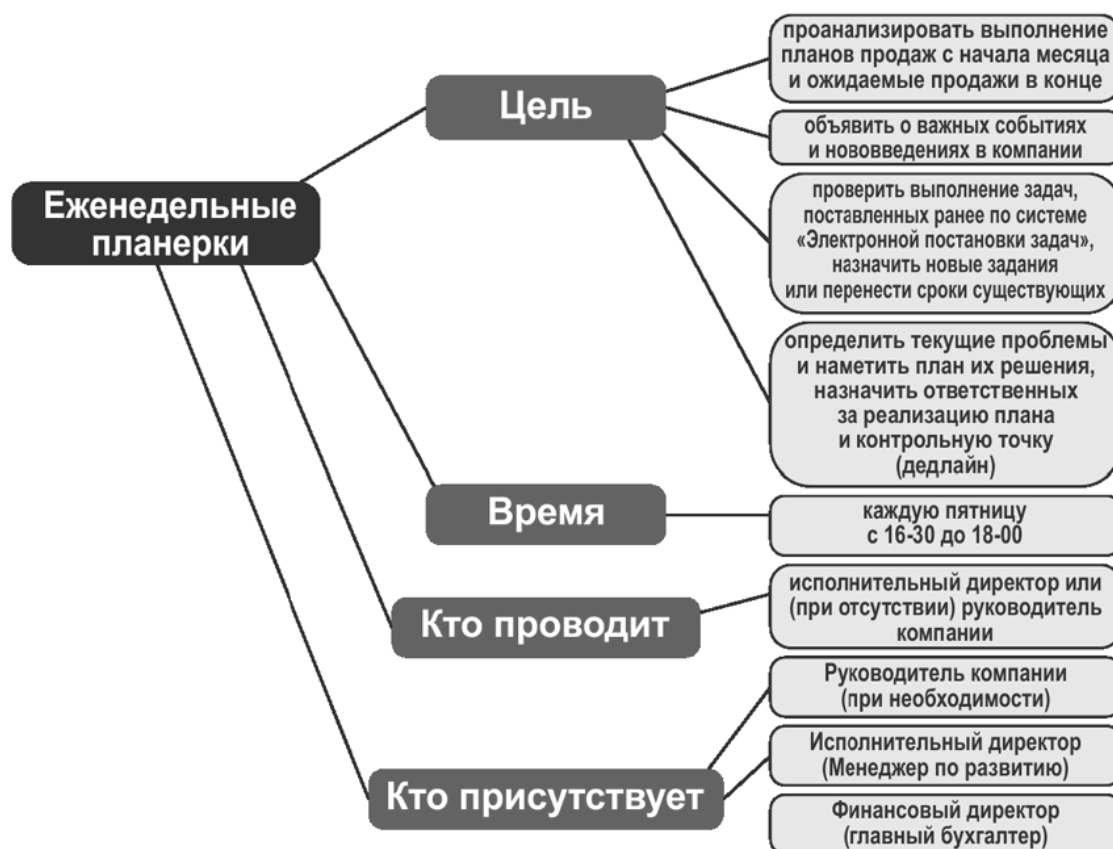 Еженедельные
планерки
Цель
проанализировать выполнение
планов продаж с начала месяца
и ожидаемые продажи в конце
объявить о важных событиях
и нововведениях в компании
проверить выполнение задач,
поставленных ранее по системе
«Электронной постановки задач»,
назначить новые задания
или перенести сроки существующих
определить текущие проблемы
и наметить план их решения,
назначить ответственных
за реализацию плана
и контрольную точку
(дедлайн)
Время
каждую пятницу
с 16-30 до 18-00
Кто проводит
исполнительный директор или
(при отсутствии) руководитель
компании
Кто присутствует
Руководитель компании
(при необходимости)
Исполнительный директор
(Менеджер по развитию)
Финансовый директор
(главный бухгалтер)